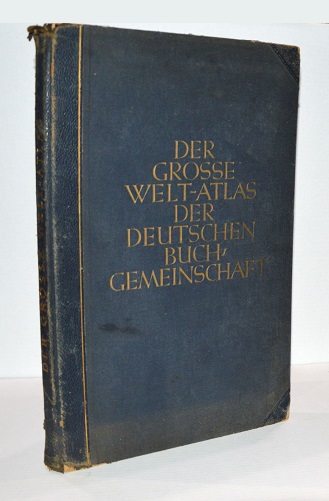 DER
GROSSE
WELT-ATLAS
DER
DEUTSCHEN
BUCH-
GEMEINSCHAFT